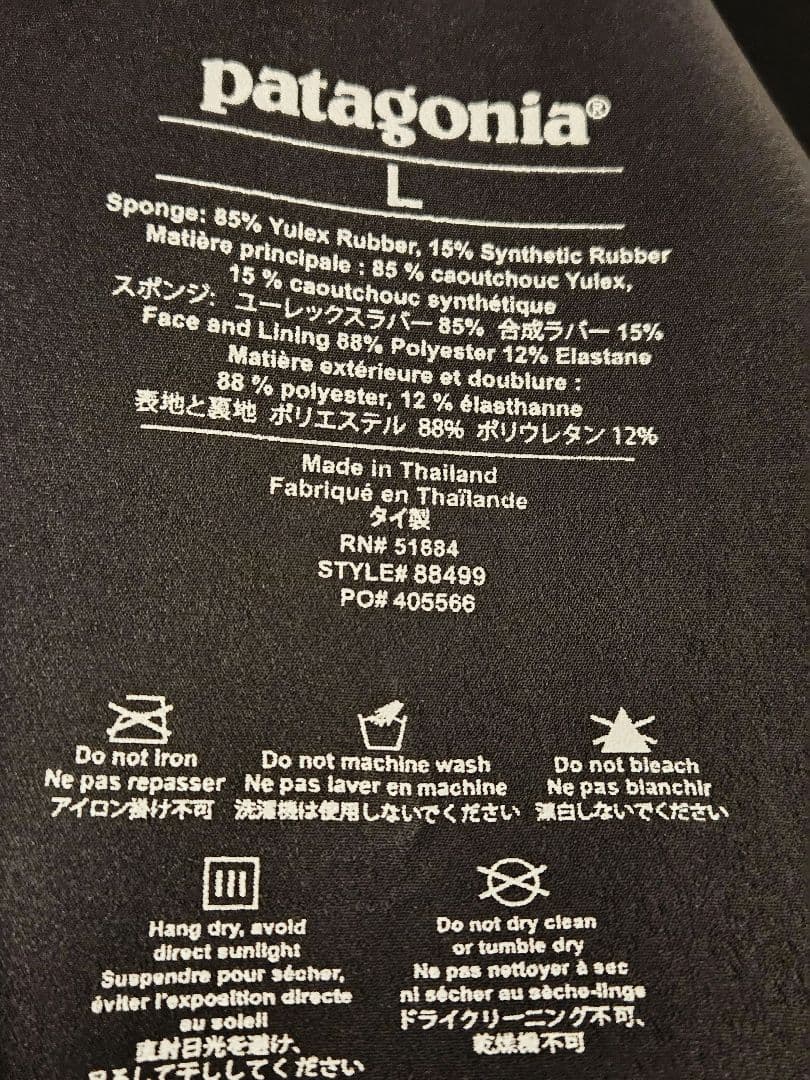 patagonia®
L
Sponge: 85% Yulex Rubber, 15% Synthetic Rubber
Matière principale : 85 % caoutchouc Yulex,
15 % caoutchouc synthétique
スポンジ: ユーレックスラバー 85% 合成ラバー 15%
Face and Lining 88% Polyester 12% Elastane
Matière extérieure et doublure :
88 % polyester, 12 % élasthanne
表地と裏地 ポリエステル 88% ポリウレタン 12%
Made in Thailand
Fabriqué en Thaïlande
タイ製
RN# 51884
STYLE# 88499
PO# 405566
Do not iron
Ne pas repasser
アイロン掛け不可
Do not machine wash
Ne pas laver en machine
洗濯機は使用しないでください
Do not bleach
Ne pas blanchir
漂白しないでください
Hang dry, avoid
direct sunlight
Suspendre pour sécher,
éviter l'exposition directe
au soleil
直射日光を避け、
して干ししてください
Do not dry clean
or tumble dry
Ne pas nettoyer à sec
ni sécher au sèche-linge
ドライクリーニング不可、
乾燥機不可